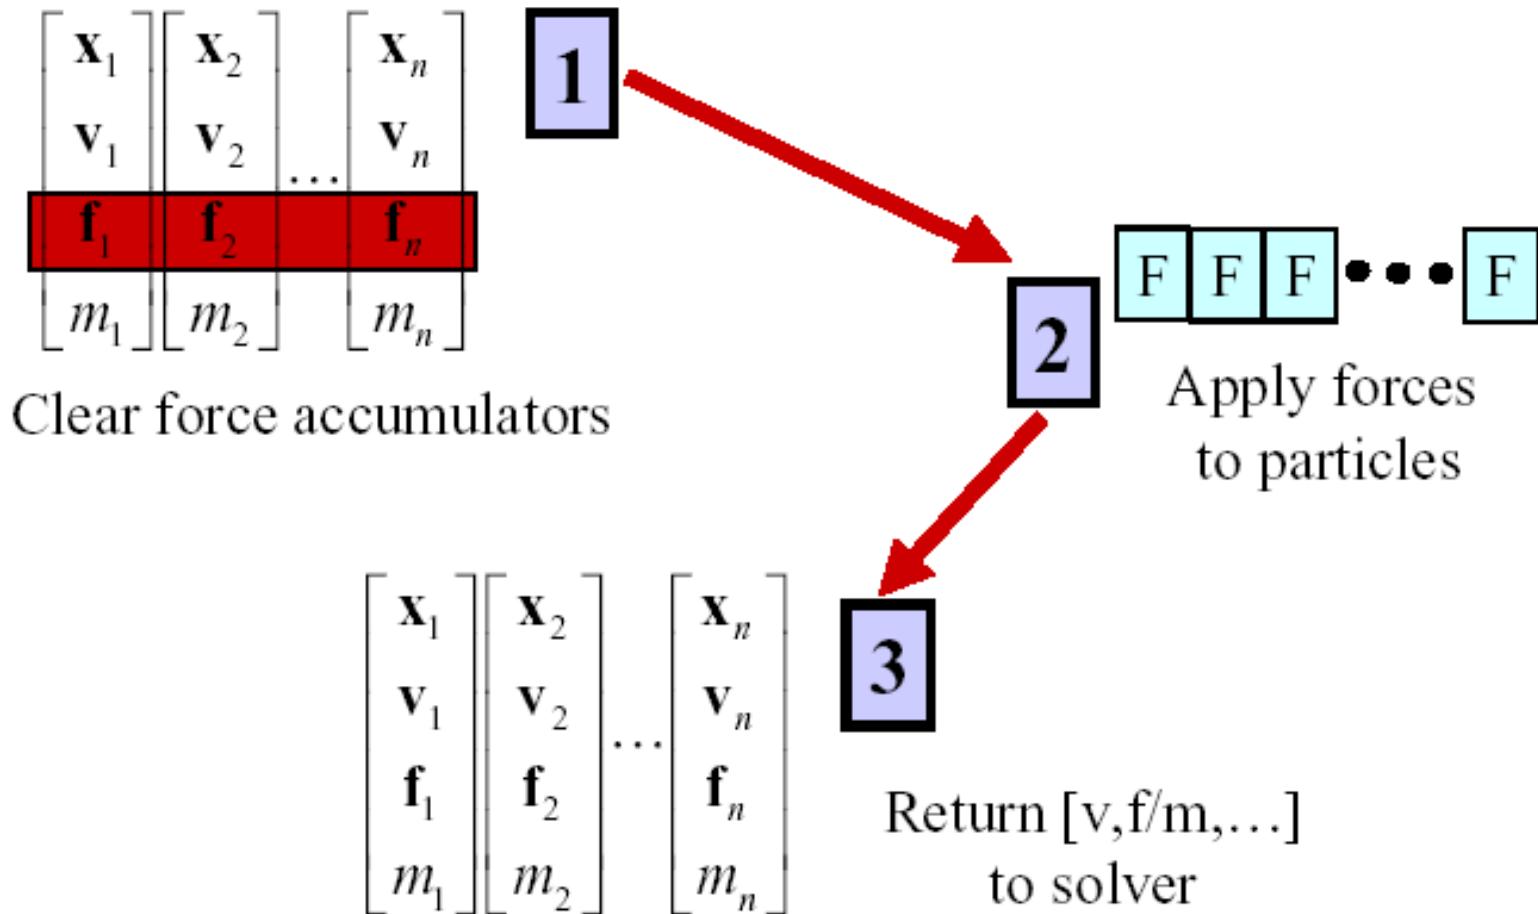 x₁ x₂ xₙ
v₁ v₂ … vₙ
f₁ f₂ fₙ
m₁ m₂ mₙ
Clear force accumulators
1
2
F F F ••• F
Apply forces
to particles
x₁ x₂ xₙ
v₁ v₂ … vₙ
f₁ f₂ fₙ
m₁ m₂ mₙ
3
Return [v,f/m,…]
to solver